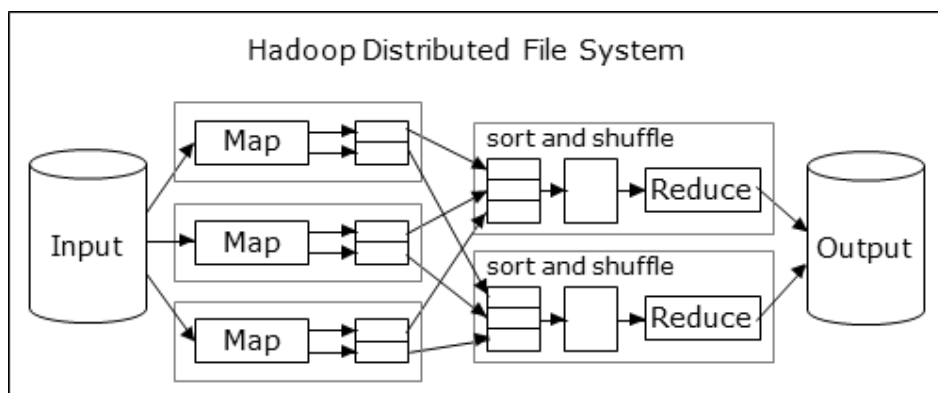 Hadoop Distributed File System
Input
Map
Map
Map
sort and shuffle
Reduce
sort and shuffle
Reduce
Output